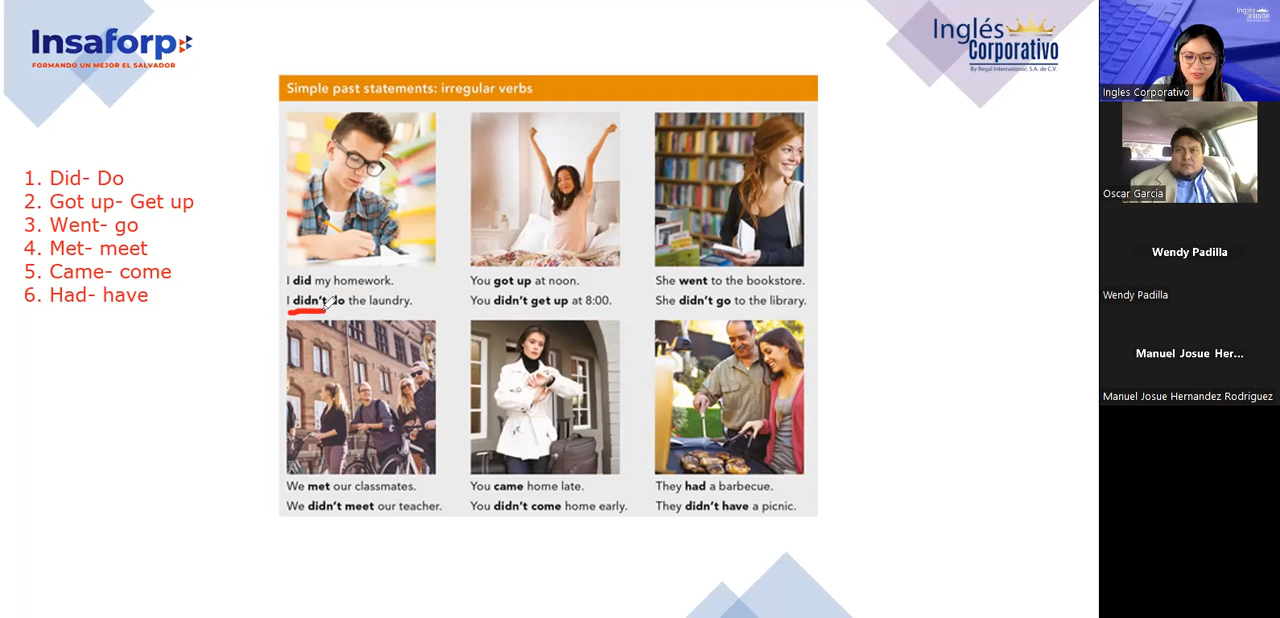 Insaforp
FORMANDO UN MEJOR EL SALVADOR
Inglés
Corporativo
By Regal International, S.A. de C.V.
Simple past statements: irregular verbs
1. Did- Do
2. Got up- Get up
3. Went- go
4. Met- meet
5. Came- come
6. Had- have
I did my homework.
I didn't do the laundry.
You got up at noon.
You didn't get up at 8:00.
She went to the bookstore.
She didn't go to the library.
We met our classmates.
We didn't meet our teacher.
You came home late.
You didn't come home early.
They had a barbecue.
They didn't have a picnic.
Ingles Corporativo
Oscar Garcia
Wendy Padilla
Wendy Padilla
Manuel Josue Her...
Manuel Josue Hernandez Rodriguez